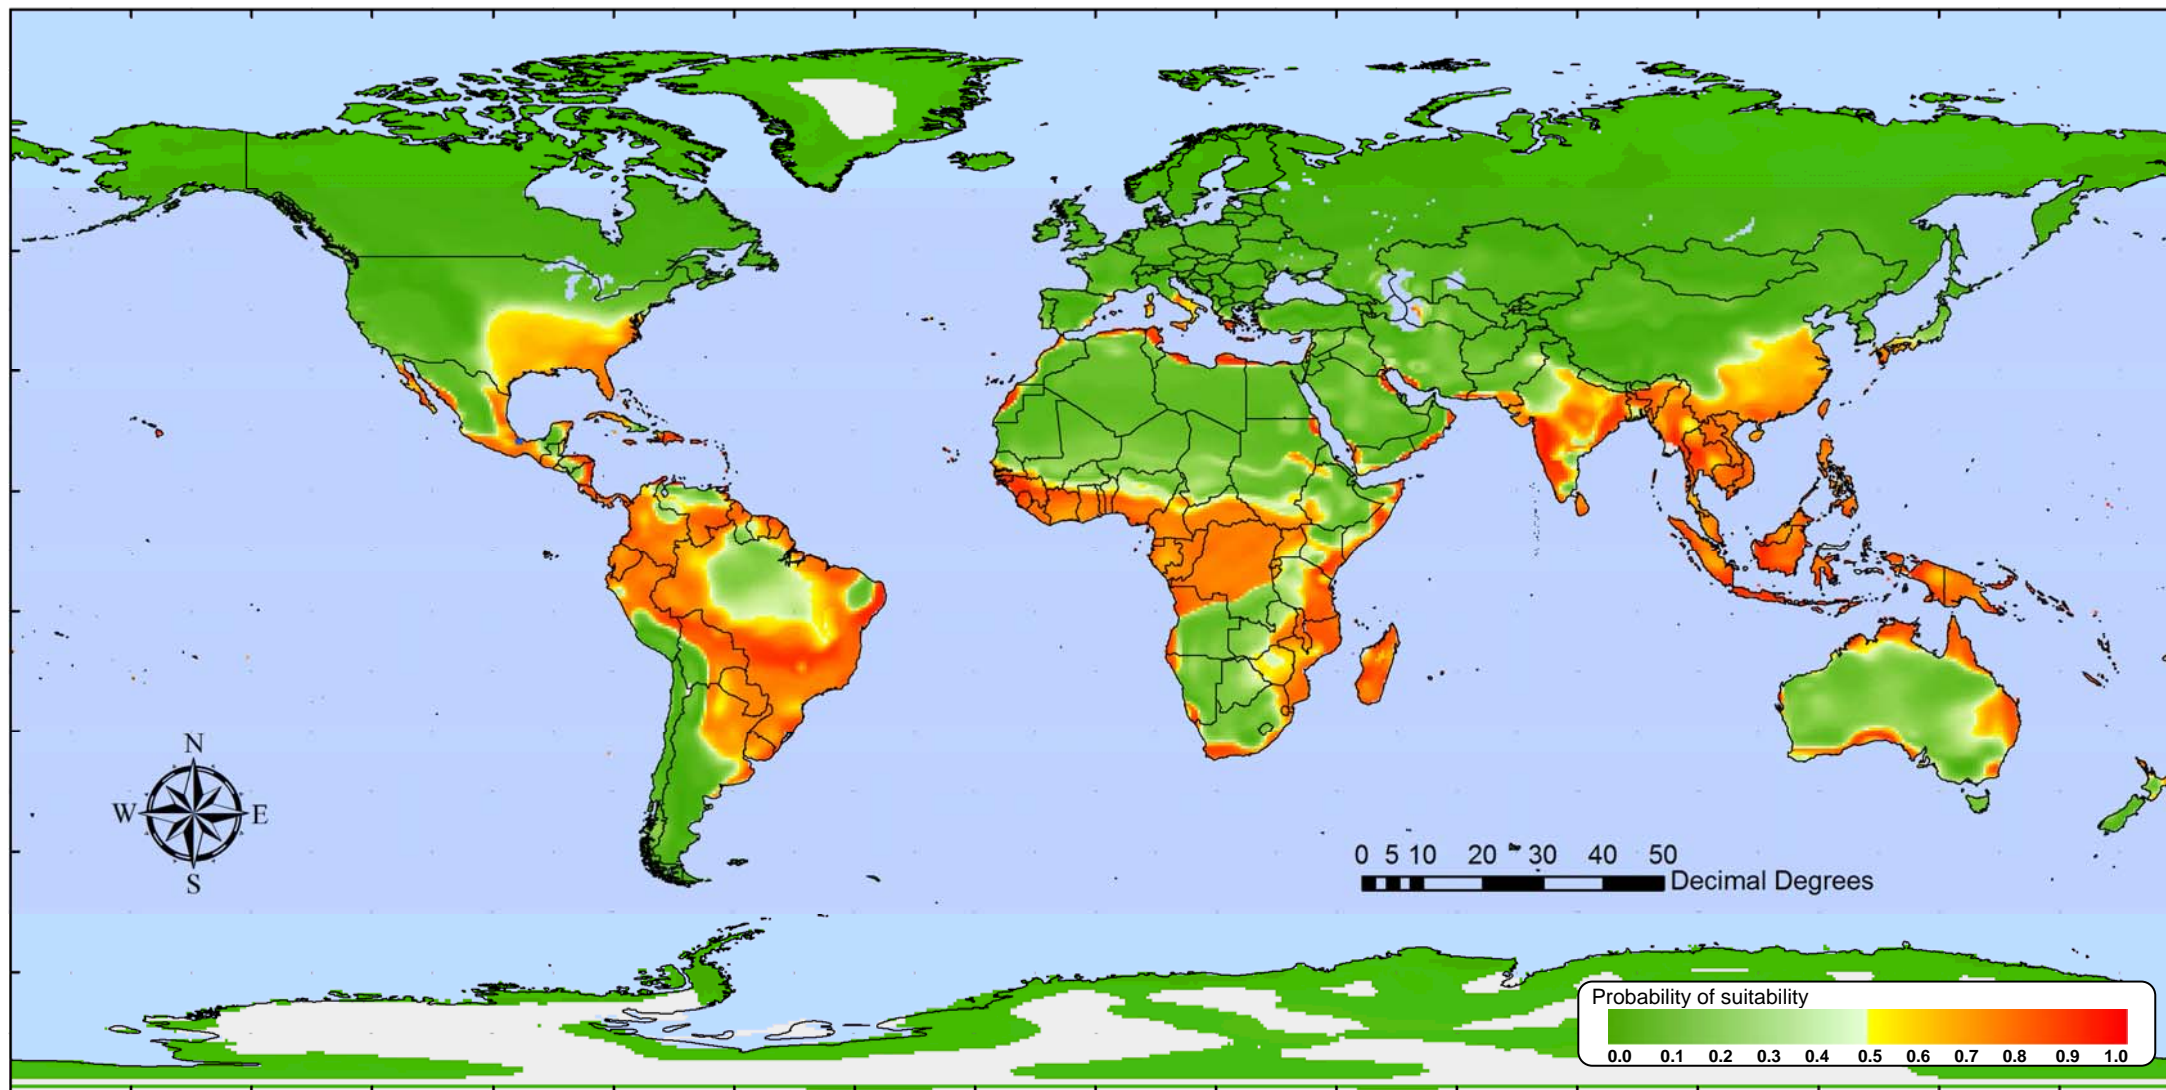 N
W E
S
0 5 10 20 30 40 50
Decimal Degrees
Probability of suitability
0.0 0.1 0.2 0.3 0.4 0.5 0.6 0.7 0.8 0.9 1.0